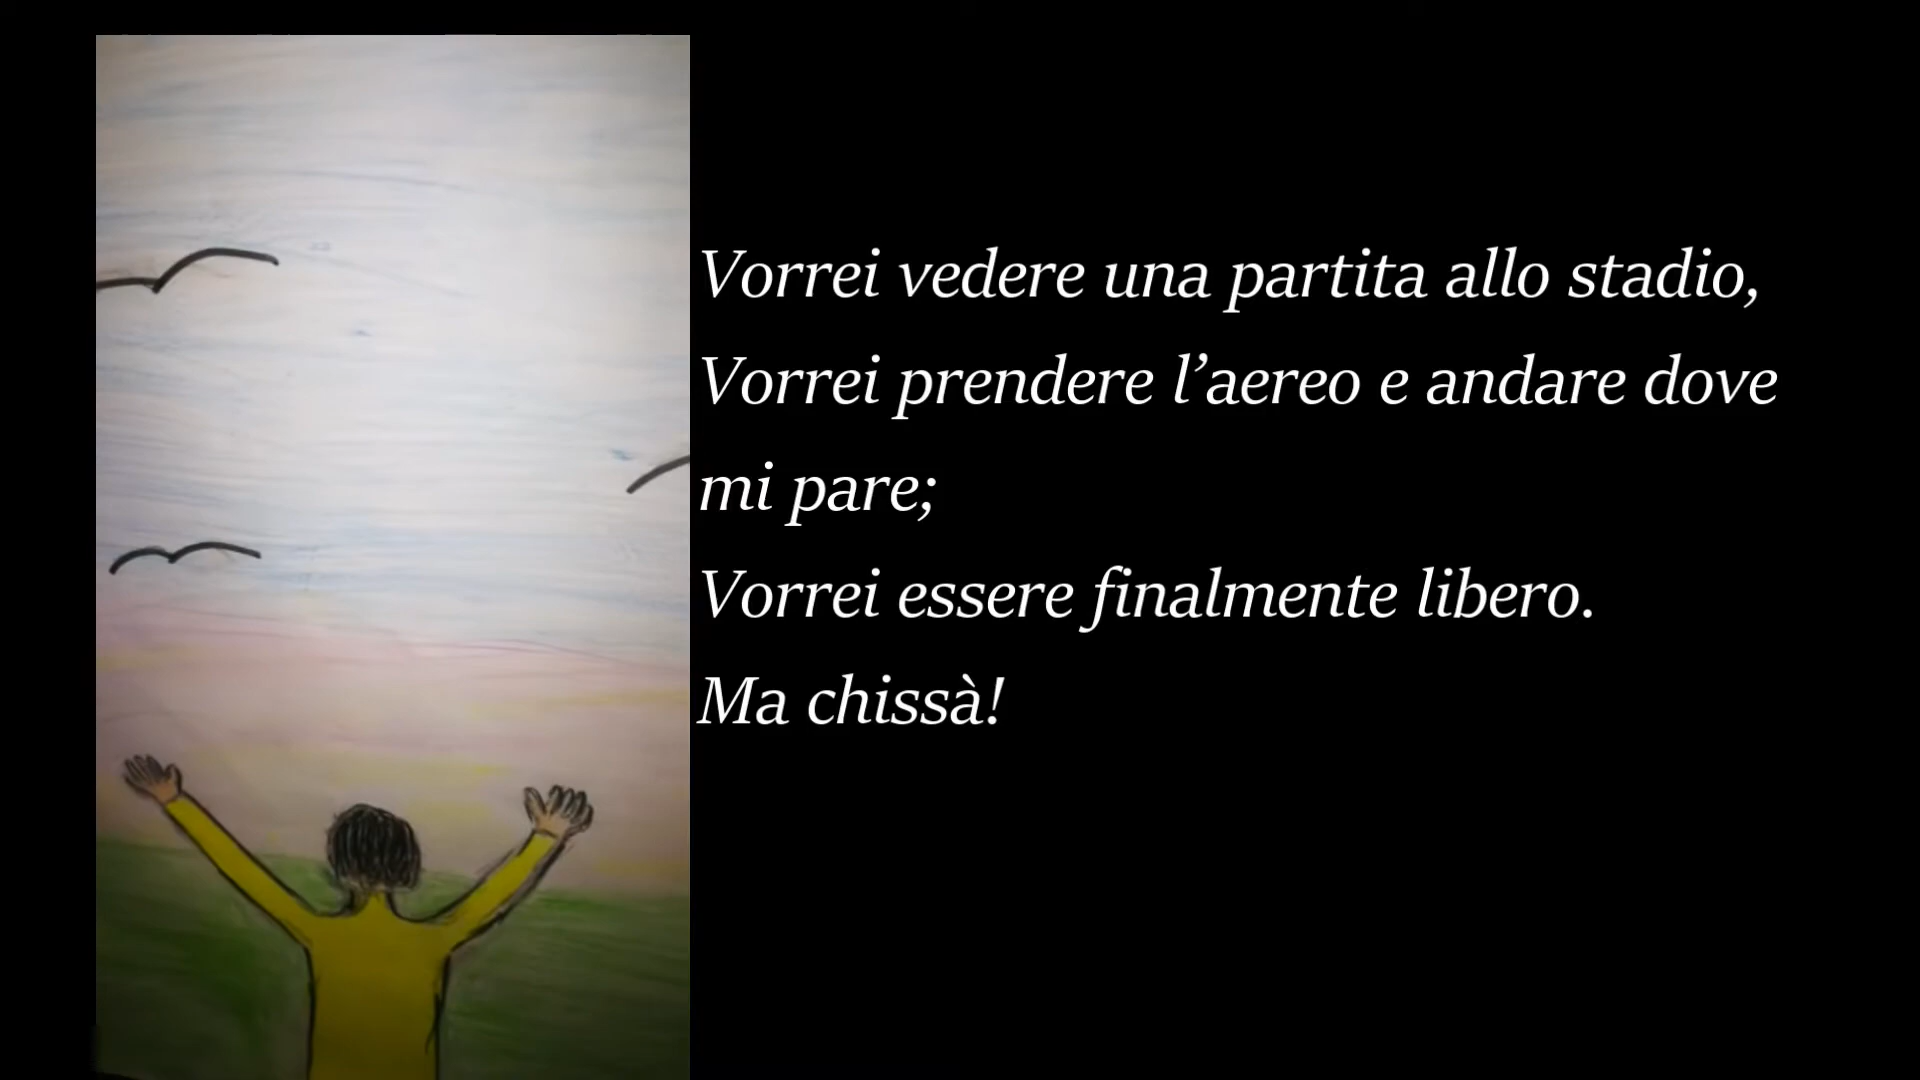 Vorrei vedere una partita allo stadio,
Vorrei prendere l’aereo e andare dove
mi pare;
Vorrei essere finalmente libero.
Ma chissà!